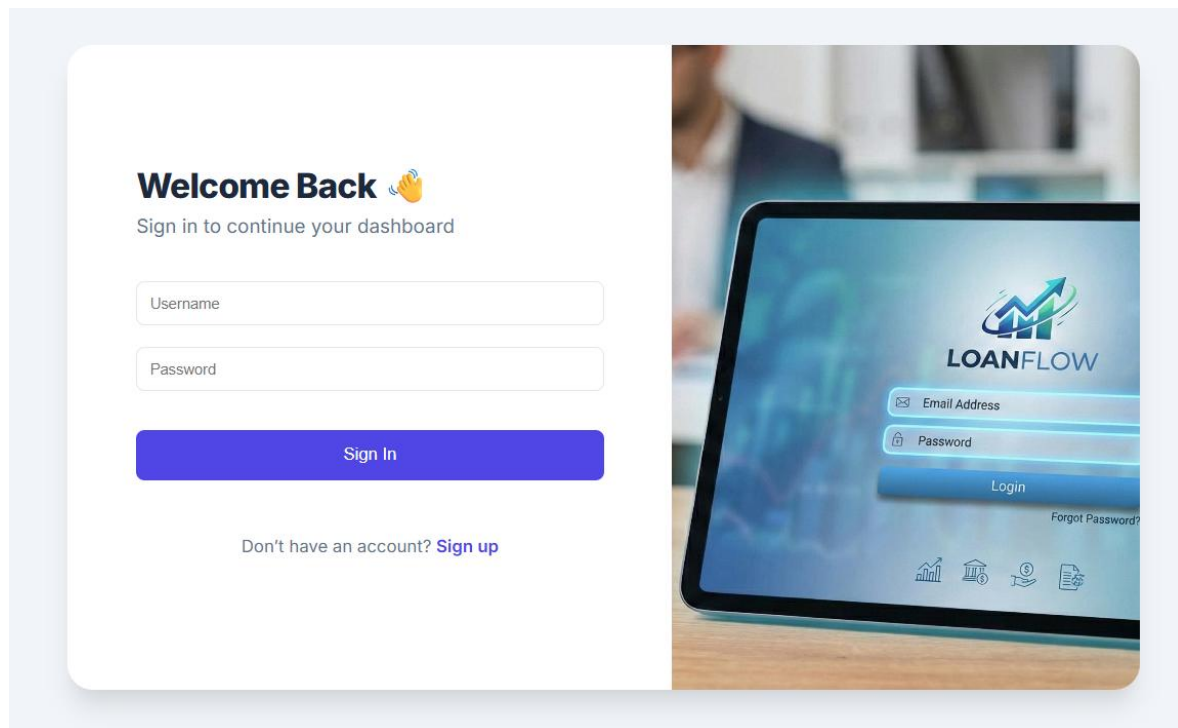 Welcome Back 👋
Sign in to continue your dashboard
Username
Password
Sign In
Don’t have an account? Sign up
LOANFLOW
Email Address
Password
Login
Forgot Password?